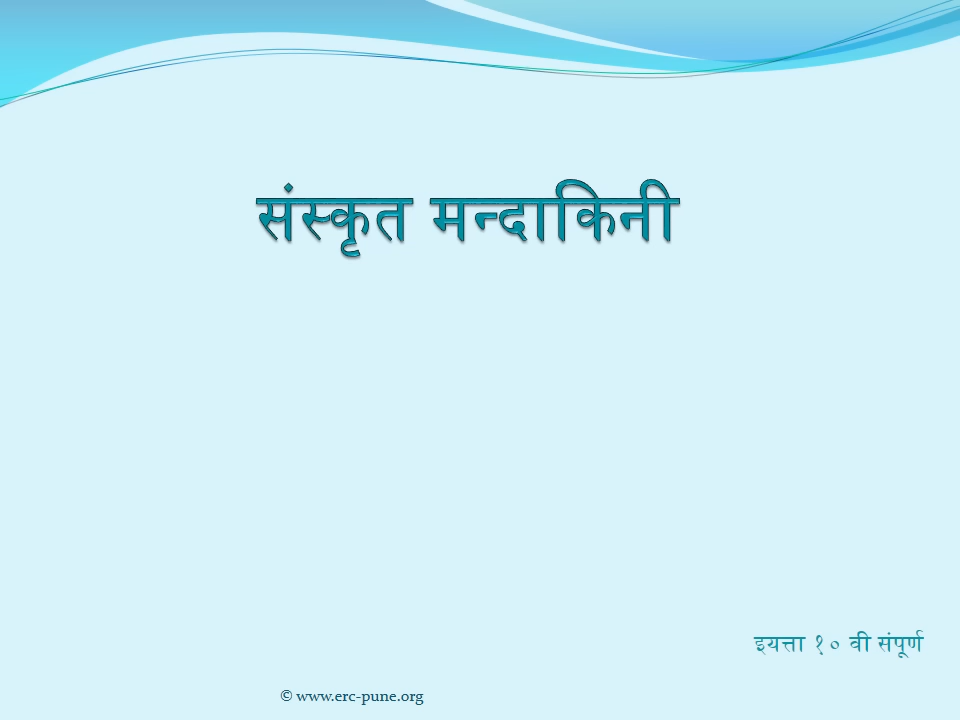 संस्कृत मन्दाकिनी
इयत्ता १० वी संपूर्ण
© www.erc-pune.org